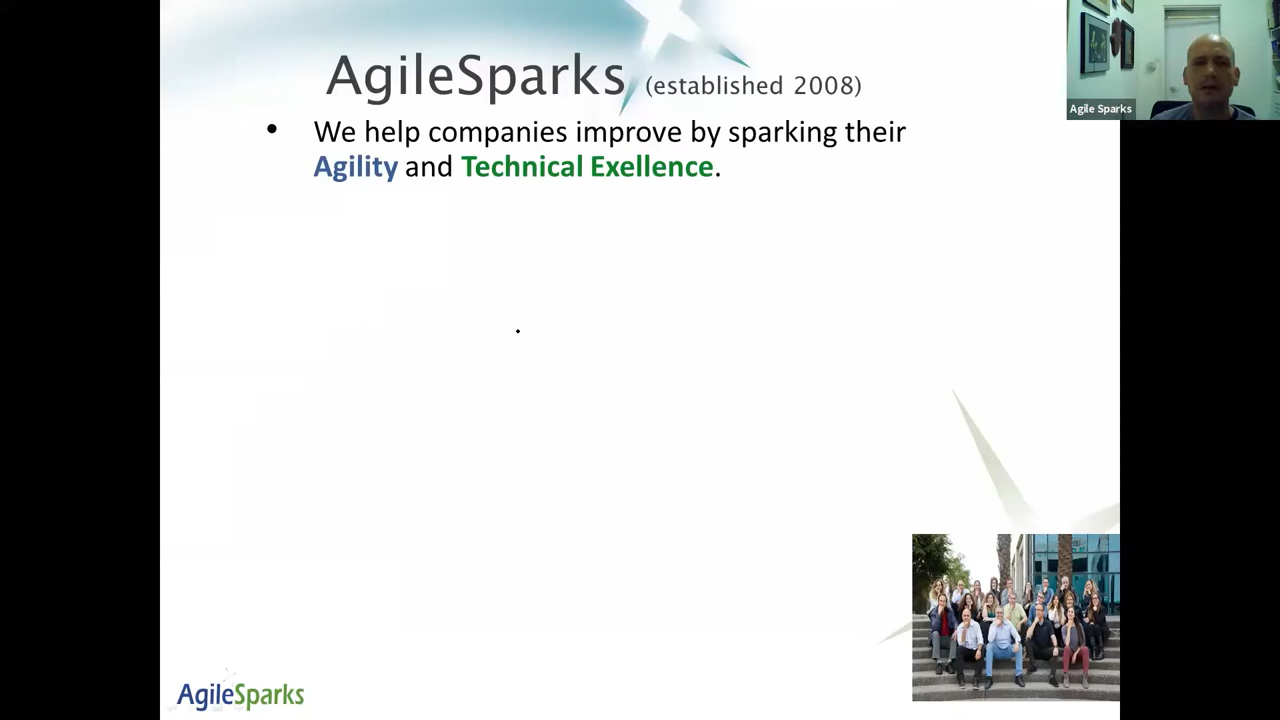 AgileSparks (established 2008)
Agile Sparks
• We help companies improve by sparking their
Agility and Technical Exellence.
AgileSparks